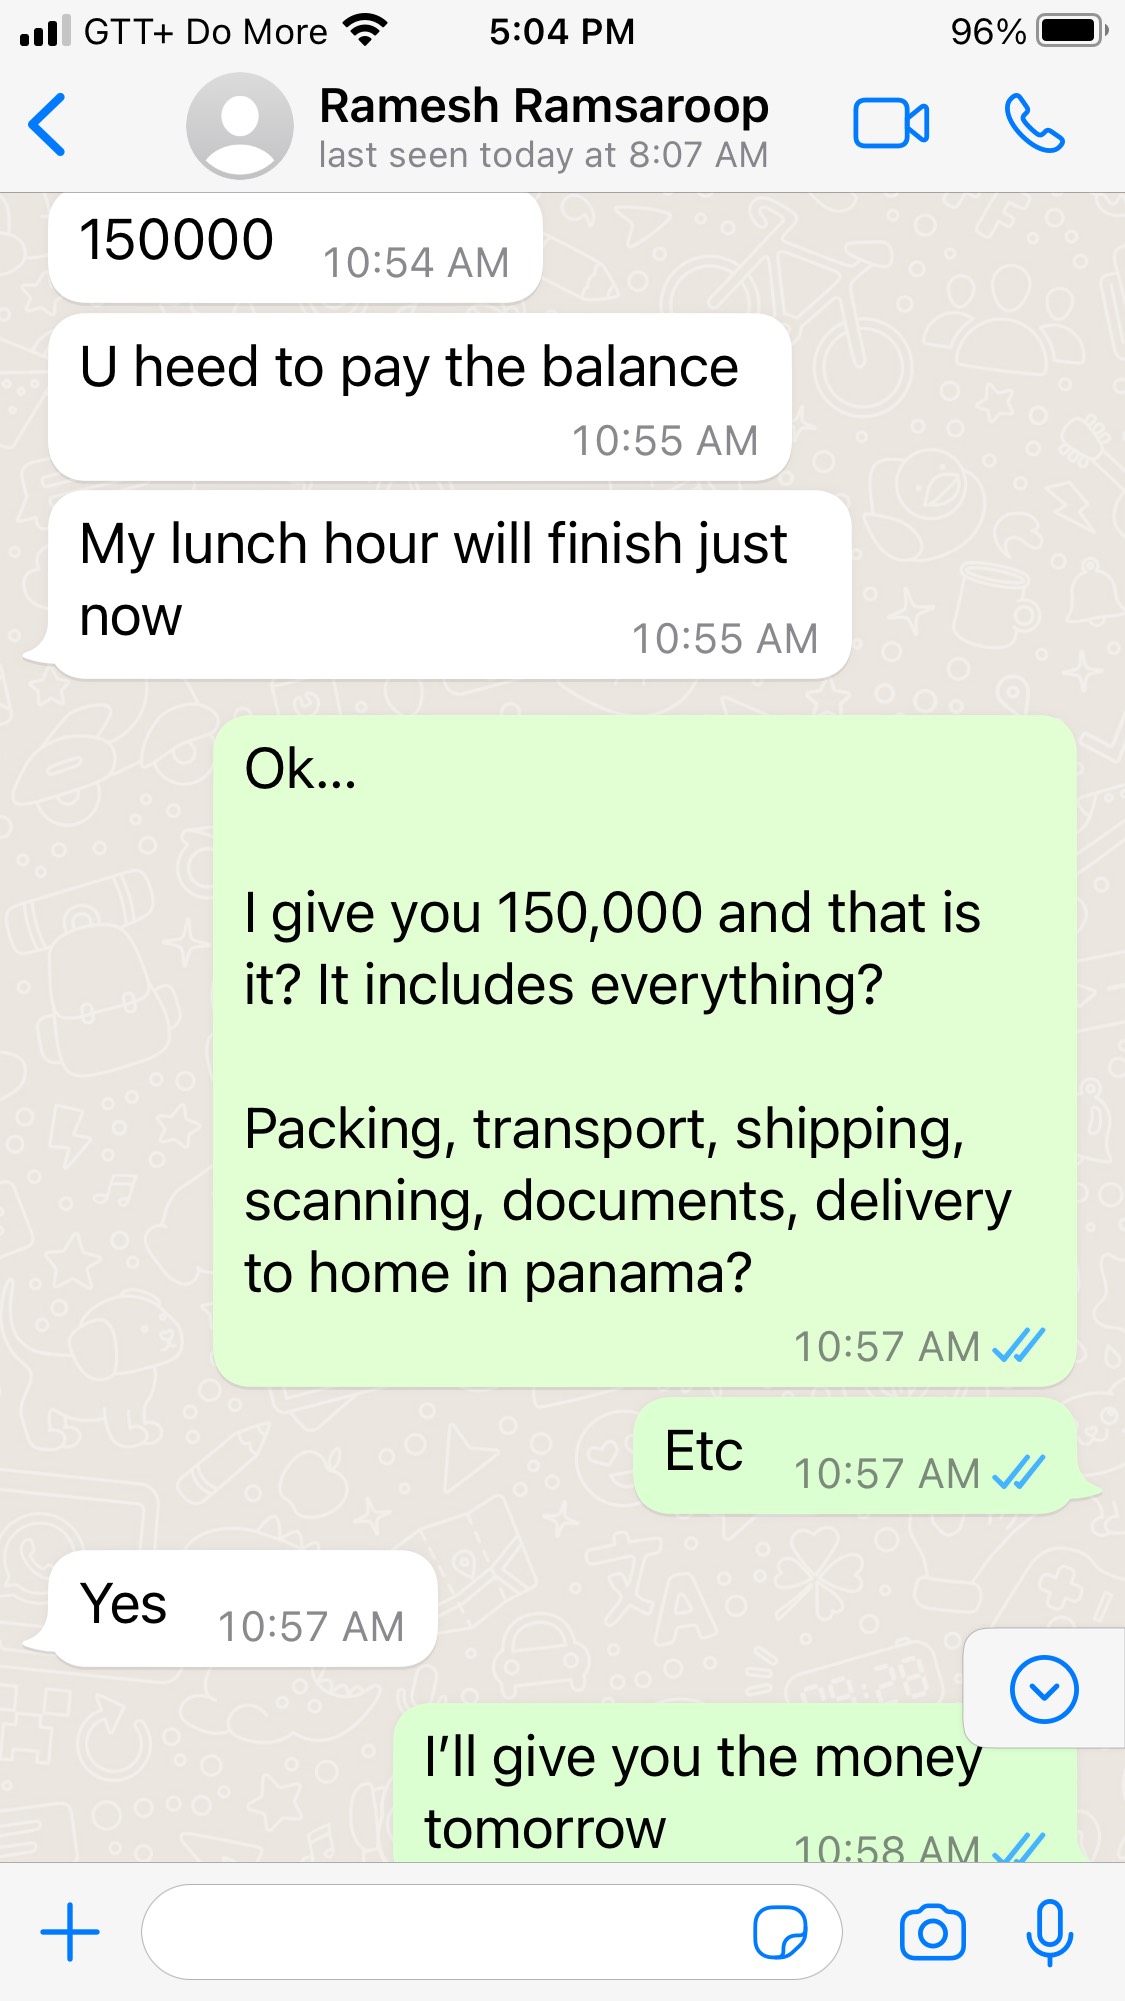 GTT+ Do More 5:04 PM 96%
Ramesh Ramsaroop
last seen today at 8:07 AM
150000 10:54 AM
U heed to pay the balance
10:55 AM
My lunch hour will finish just
now 10:55 AM
Ok...
I give you 150,000 and that is
it? It includes everything?
Packing, transport, shipping,
scanning, documents, delivery
to home in panama?
10:57 AM
Etc 10:57 AM
Yes 10:57 AM
I'll give you the money
tomorrow 10:58 AM